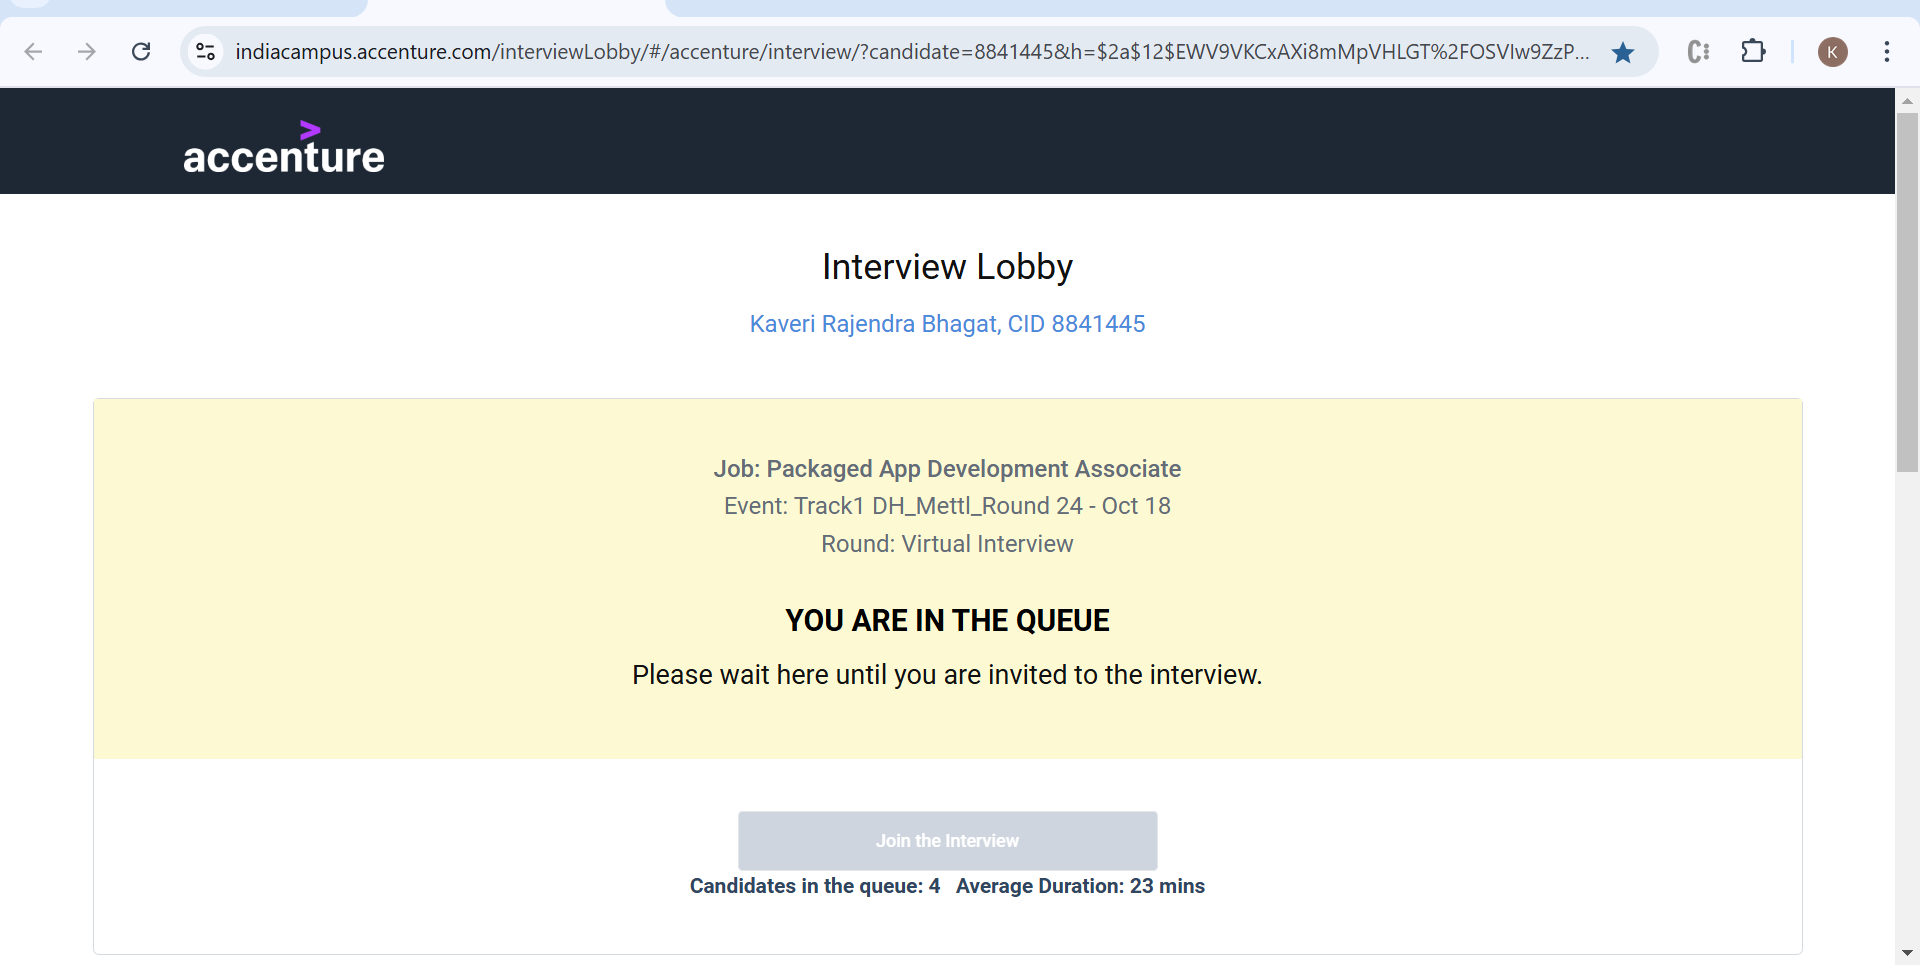 indiacampus.accenture.com/interviewLobby/#/accenture/interview/?candidate=8841445&h=$2a$12$EWV9VKCxAXi8mMpVHLGT%2FOSVIw9ZzP...
K
accenture
Interview Lobby
Kaveri Rajendra Bhagat, CID 8841445
Job: Packaged App Development Associate
Event: Track1 DH_Mettl_Round 24 - Oct 18
Round: Virtual Interview
YOU ARE IN THE QUEUE
Please wait here until you are invited to the interview.
Join the Interview
Candidates in the queue: 4 Average Duration: 23 mins